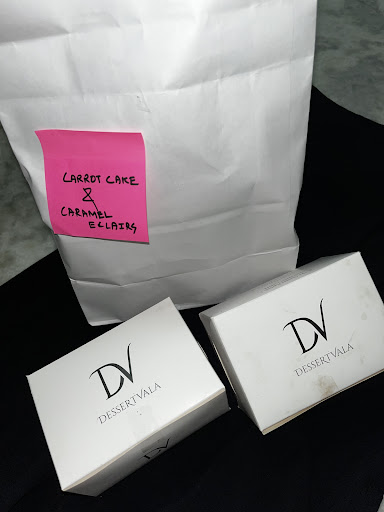 CARROT CAKE
&
CARAMEL
ECLAIRS
DV
DESSERTVALA
DV
DESSERTVALA